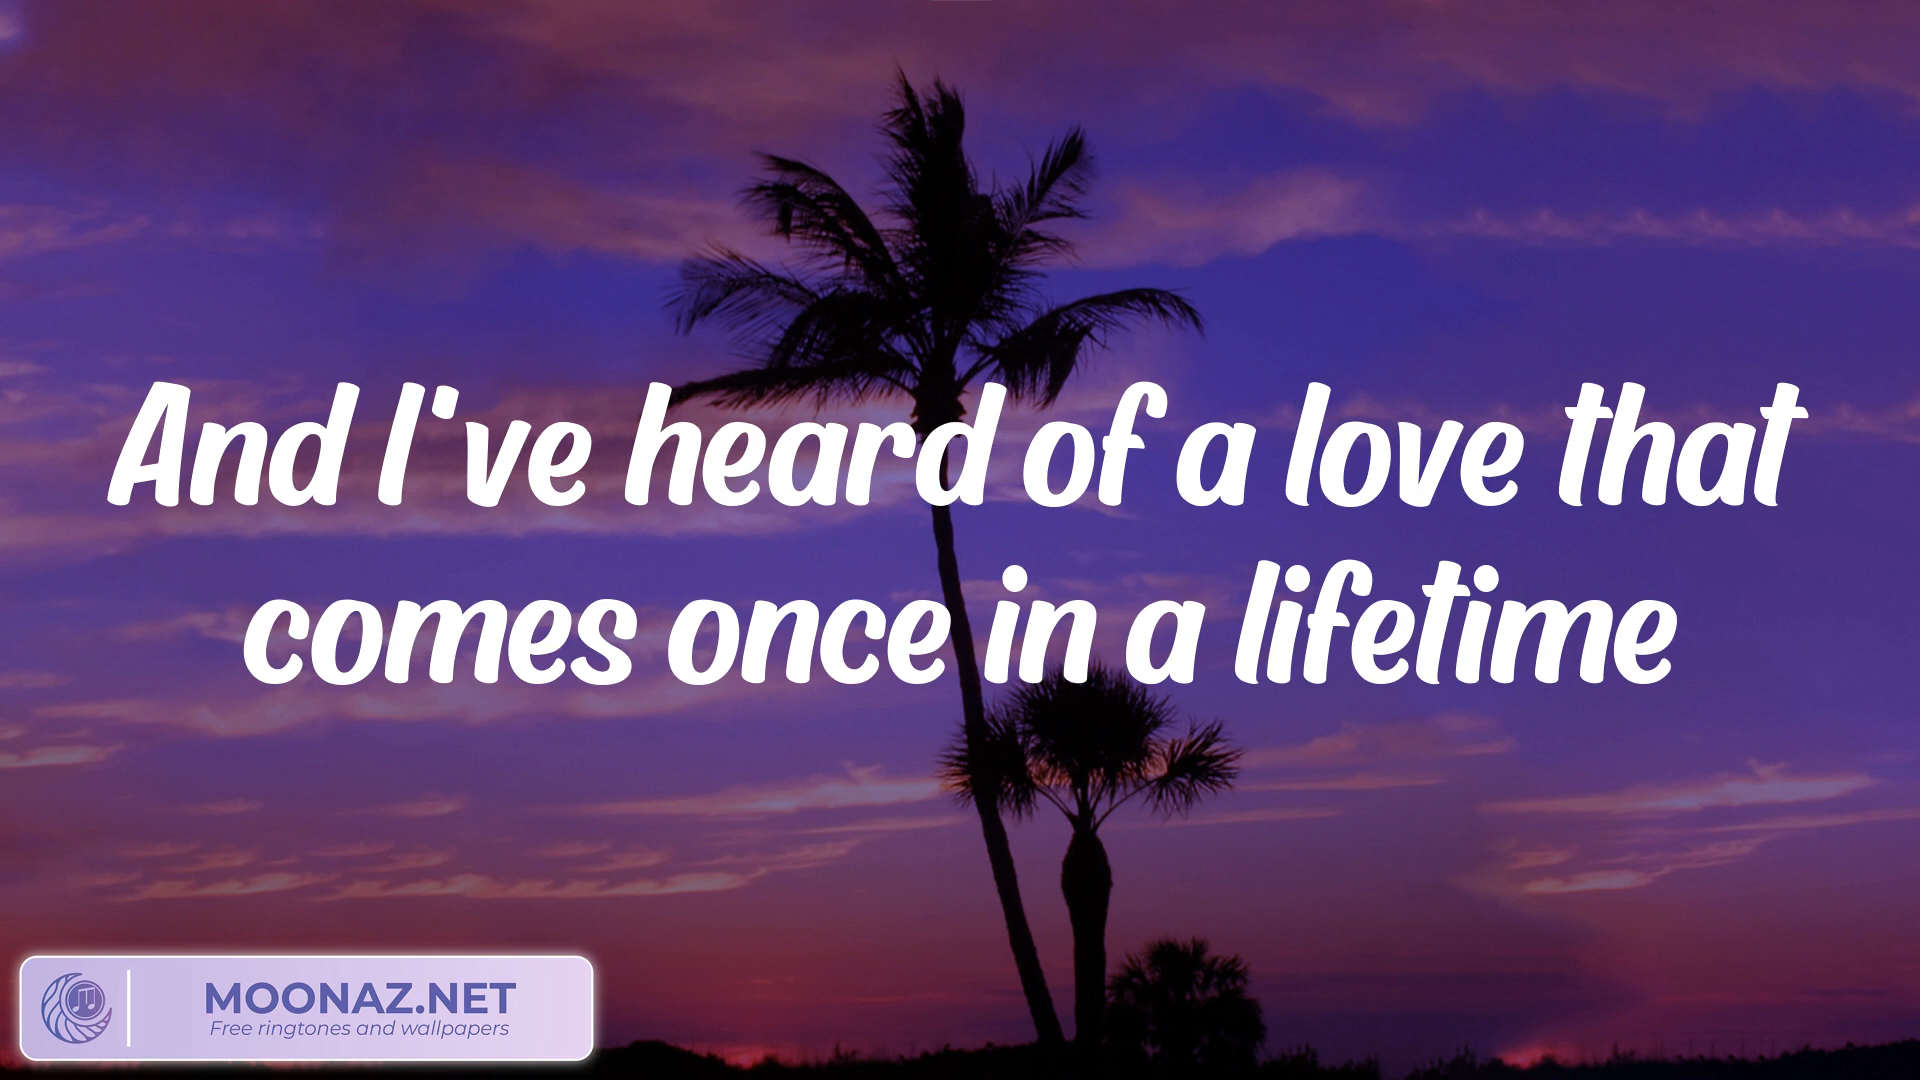 And I've heard of a love that
comes once in a lifetime
MOONAZ.NET
Free ringtones and wallpapers